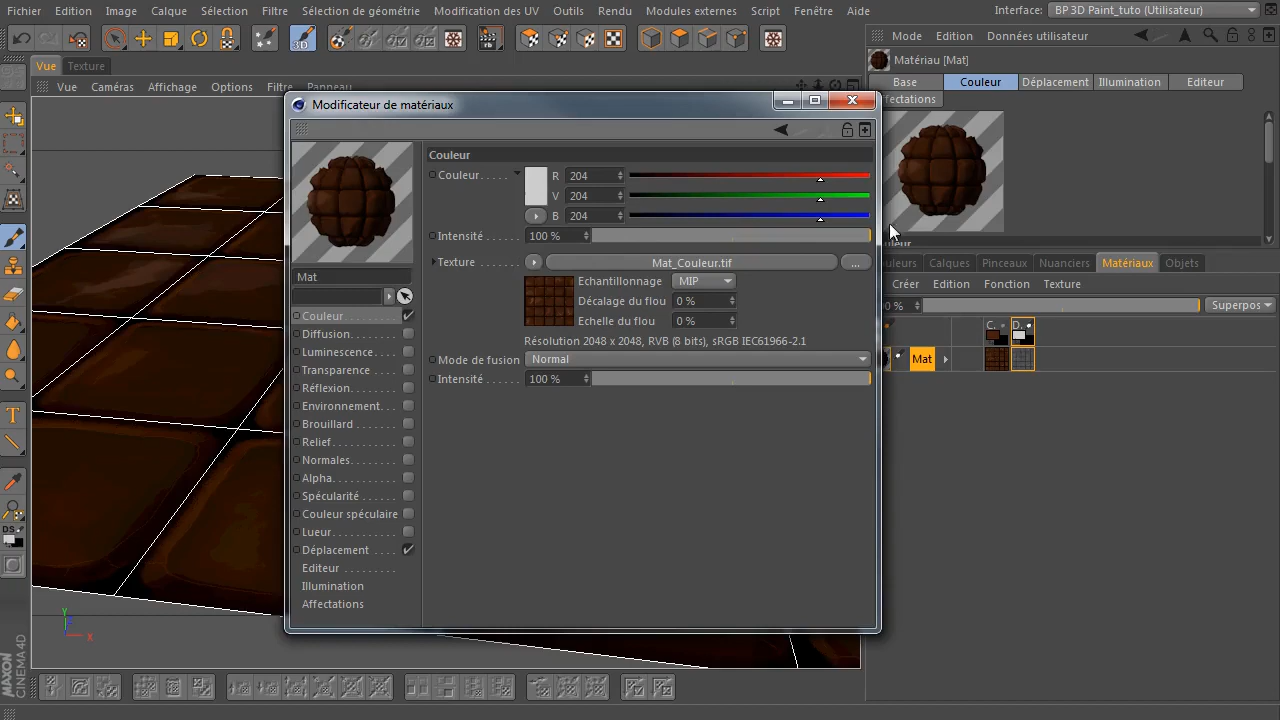 Fichier Edition Image Calque Sélection Filtre Sélection de géométrie Modification des UV Outils Rendu Modules externes Script Fenêtre Aide
Interface: BP 3D Paint_tuto (Utilisateur)
3D
Mode Edition Données utilisateur
Matériau [Mat]
Base Couleur Déplacement Illumination Editeur
Affectations
Vue Texture
Vue Caméras Affichage Options Filtre Panneau
Modificateur de matériaux
Couleur
Couleur..... R 204
V 204
B 204
Intensité.... 100 %
Texture...... Mat_Couleur.tif ...
Echantillonnage MIP
Décalage du flou 0 %
Echelle du flou 0 %
Résolution 2048 x 2048, RVB (8 bits), sRGB IEC61966-2.1
Mode de fusion Normal
Intensité...... 100 %
Mat
Couleur
Diffusion
Luminescence
Transparence
Réflexion
Environnement
Brouillard
Relief
Normales
Alpha
Spécularité
Couleur spéculaire
Lueur
Déplacement
Editeur
Illumination
Affectations
Calques Pinceaux Nuanciers Matériaux Objets
Créer Edition Fonction Texture
Superpos
C.. D..
Mat
T
DS
Y
X
MAXON
CINEMA 4D